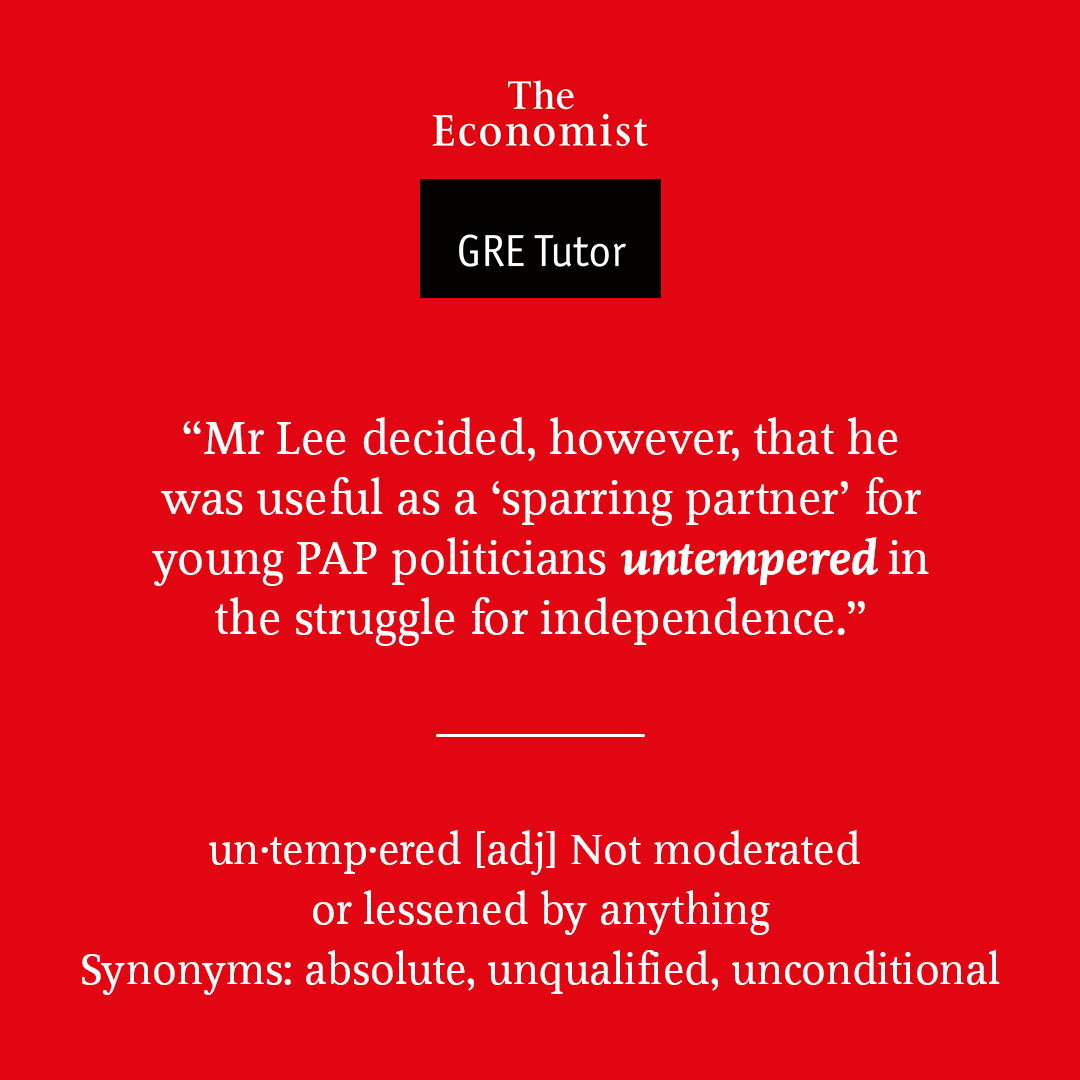 The
Economist
GRE Tutor
“Mr Lee decided, however, that he
was useful as a ‘sparring partner’ for
young PAP politicians untempered in
the struggle for independence.”
un·temp·ered [adj] Not moderated
or lessened by anything
Synonyms: absolute, unqualified, unconditional